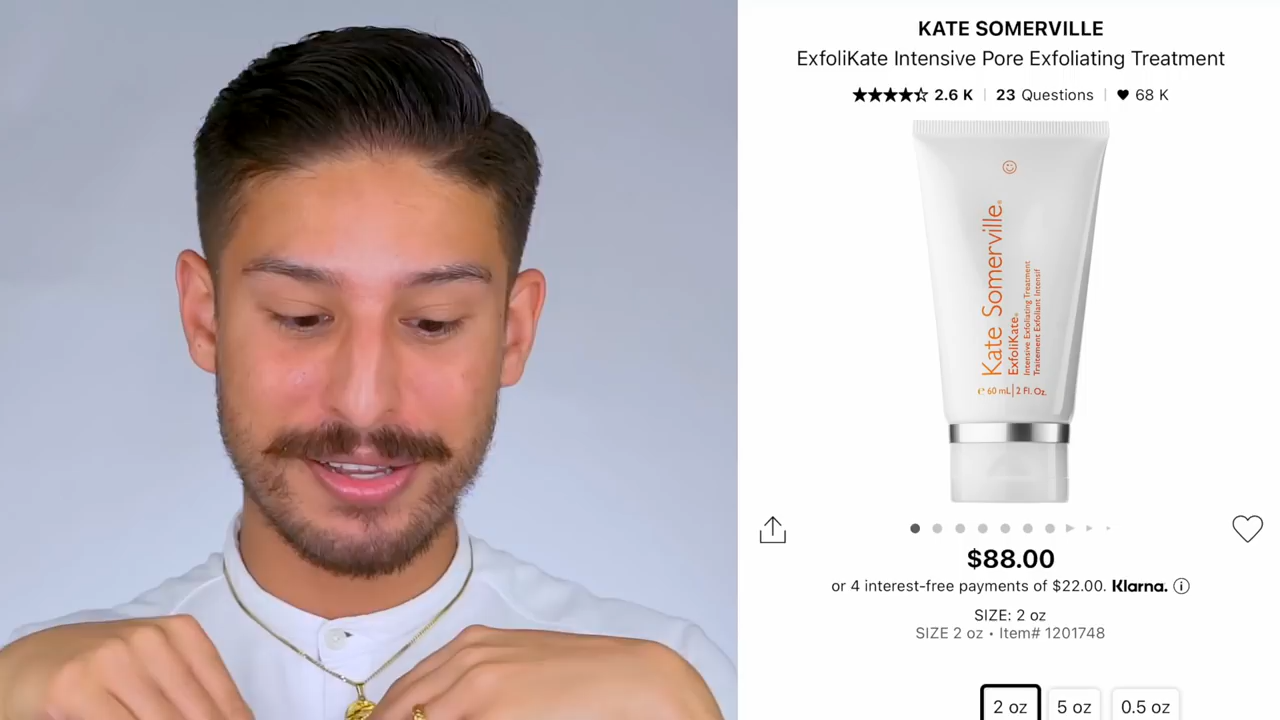 KATE SOMERVILLE
ExfoliKate Intensive Pore Exfoliating Treatment
2.6 K | 23 Questions | 68 K
Kate Somerville®
ExfoliKate®
Intensive Exfoliating Treatment
Traitement Exfoliant Intensif
℮ 60 mL | 2 Fl. Oz.
$88.00
or 4 interest-free payments of $22.00. Klarna.
SIZE: 2 oz
SIZE 2 oz • Item# 1201748
2 oz
5 oz
0.5 oz